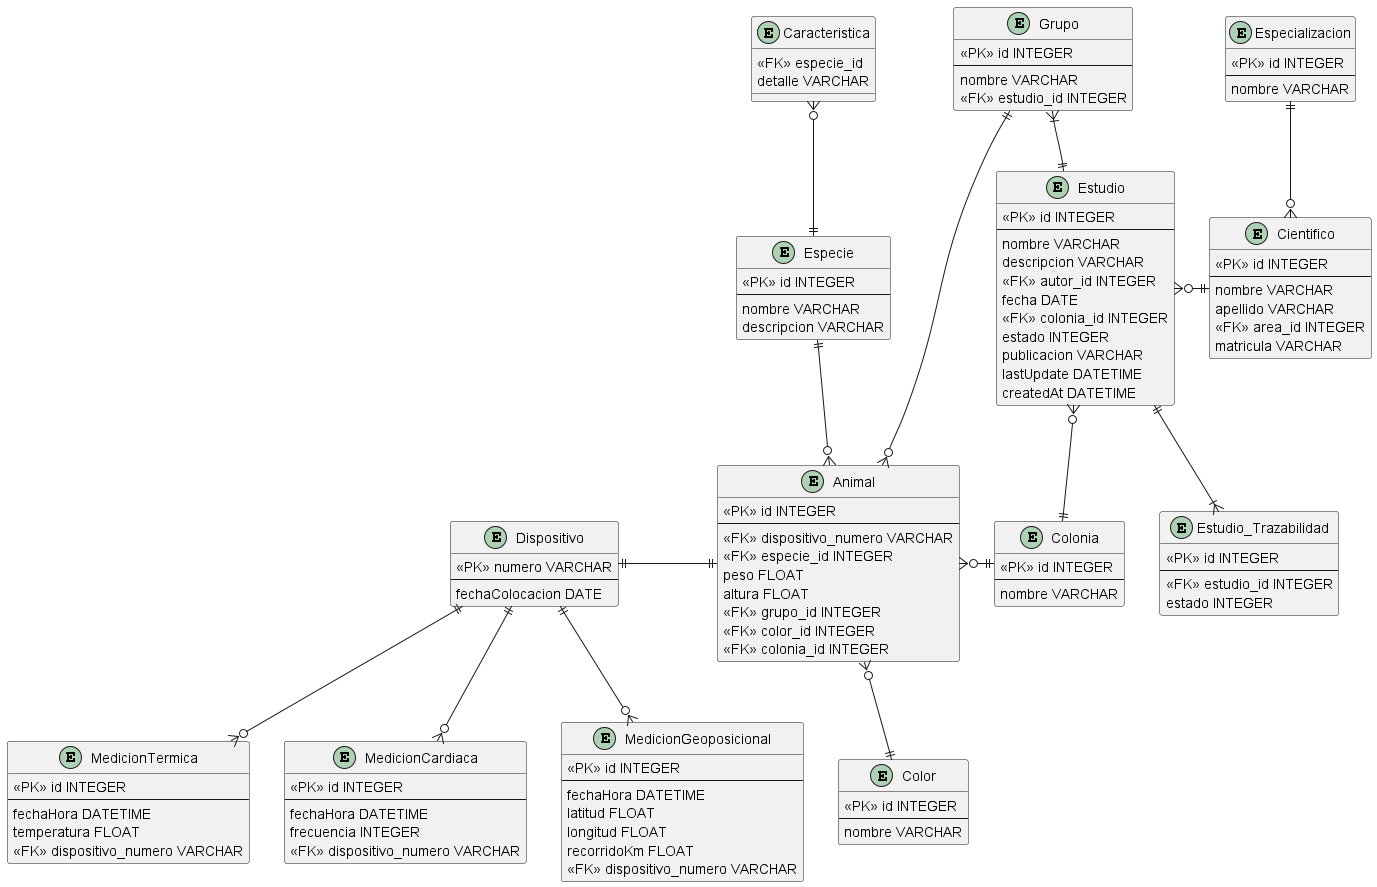 E Caracteristica
«FK» especie_id
detalle VARCHAR
E Grupo
«PK» id INTEGER
nombre VARCHAR
«FK» estudio_id INTEGER
E Especializacion
«PK» id INTEGER
nombre VARCHAR
E Estudio
«PK» id INTEGER
nombre VARCHAR
descripcion VARCHAR
«FK» autor_id INTEGER
fecha DATE
«FK» colonia_id INTEGER
estado INTEGER
publicacion VARCHAR
lastUpdate DATETIME
createdAt DATETIME
E Cientifico
«PK» id INTEGER
nombre VARCHAR
apellido VARCHAR
«FK» area_id INTEGER
matricula VARCHAR
E Especie
«PK» id INTEGER
nombre VARCHAR
descripcion VARCHAR
E Animal
«PK» id INTEGER
«FK» dispositivo_numero VARCHAR
«FK» especie_id INTEGER
peso FLOAT
altura FLOAT
«FK» grupo_id INTEGER
«FK» color_id INTEGER
«FK» colonia_id INTEGER
E Dispositivo
«PK» numero VARCHAR
fechaColocacion DATE
E Colonia
«PK» id INTEGER
nombre VARCHAR
E Estudio_Trazabilidad
«PK» id INTEGER
«FK» estudio_id INTEGER
estado INTEGER
E MedicionTermica
«PK» id INTEGER
fechaHora DATETIME
temperatura FLOAT
«FK» dispositivo_numero VARCHAR
E MedicionCardiaca
«PK» id INTEGER
fechaHora DATETIME
frecuencia INTEGER
«FK» dispositivo_numero VARCHAR
E MedicionGeoposicional
«PK» id INTEGER
fechaHora DATETIME
latitud FLOAT
longitud FLOAT
recorridoKm FLOAT
«FK» dispositivo_numero VARCHAR
E Color
«PK» id INTEGER
nombre VARCHAR